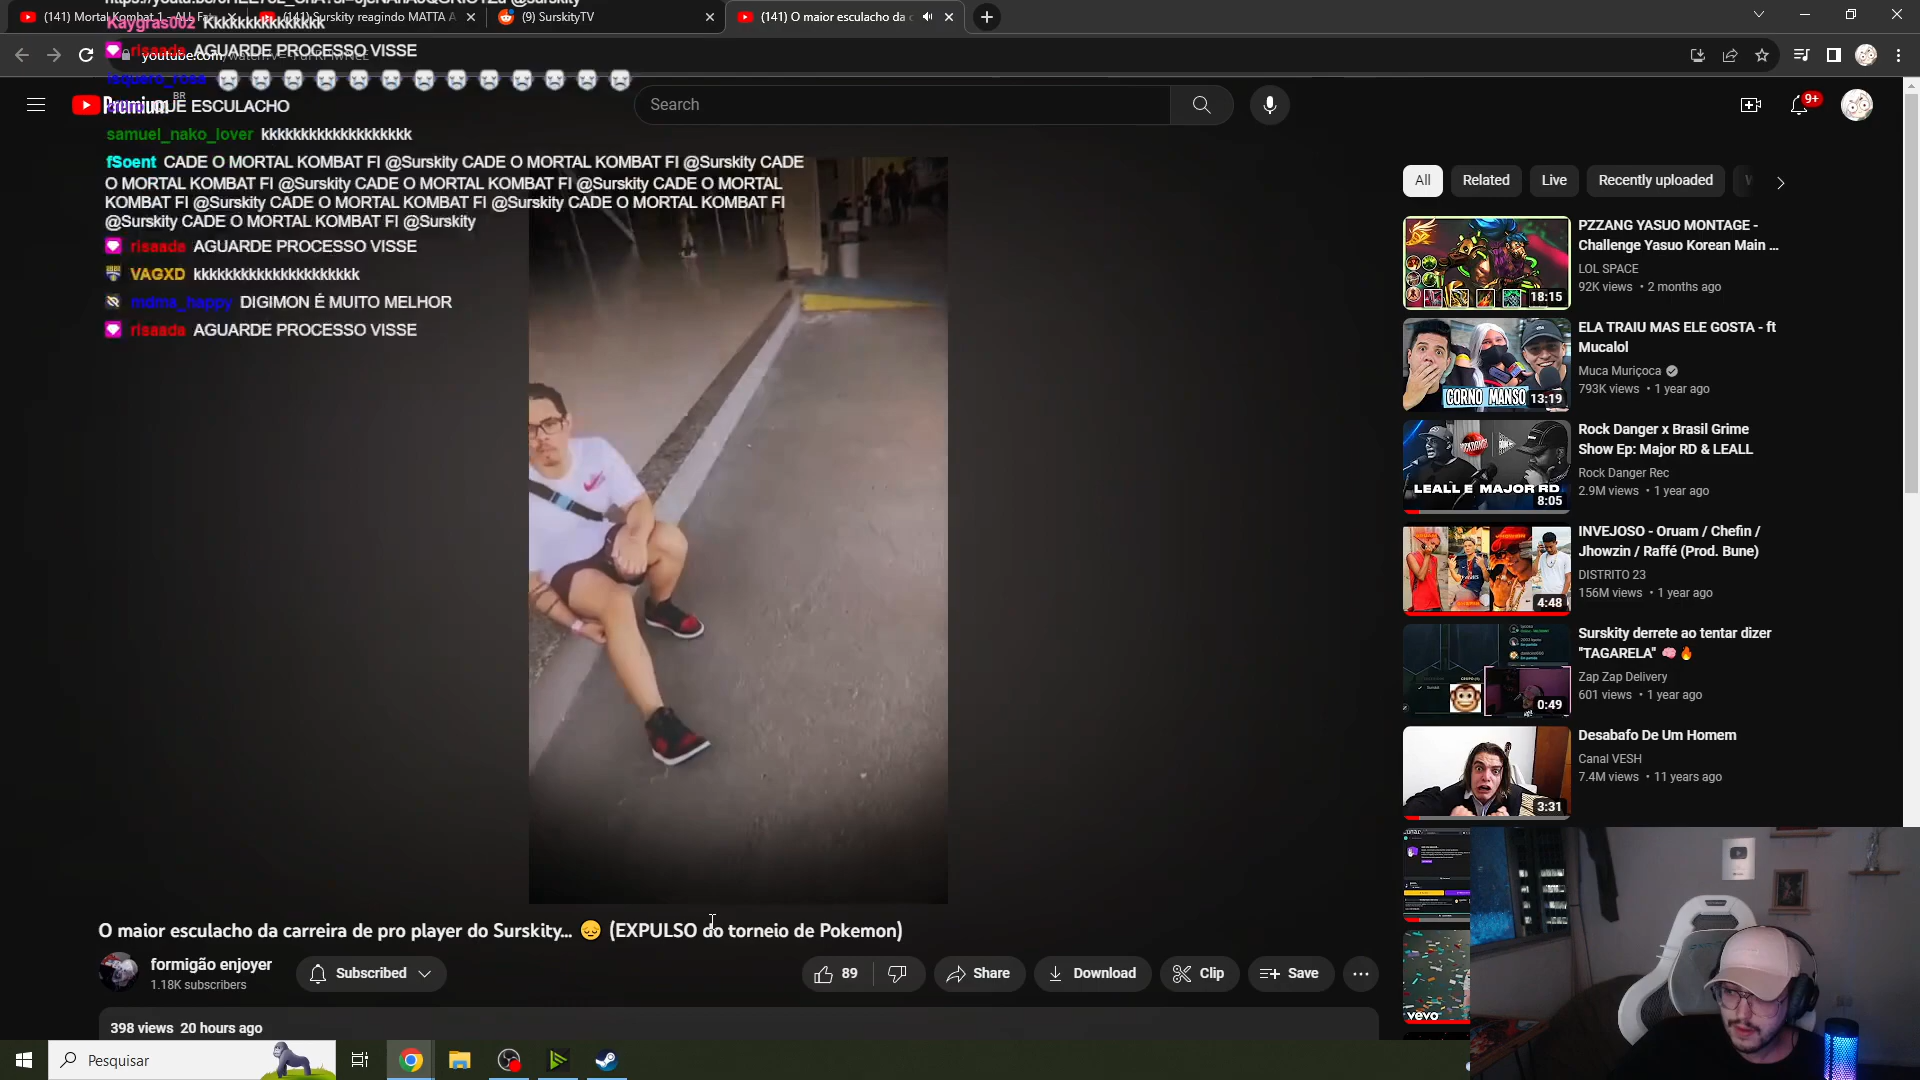 (141) Mortal Kombat 1 - ALL Fat
(141) Surskity reagindo MATTA A
(9) SurskityTV
(141) O maior esculacho da c
Kaygras002 Kkkkkkkkkkkkkkkkk
risaada AGUARDE PROCESSO VISSE
youtube.com/
Premium BR
QUE ESCULACHO
Search
9+
samuel_nako_lover kkkkkkkkkkkkkkkkkkkk
fSoent CADE O MORTAL KOMBAT FI @Surskity CADE O MORTAL KOMBAT FI @Surskity CADE
O MORTAL KOMBAT FI @Surskity CADE O MORTAL KOMBAT FI @Surskity CADE O MORTAL
KOMBAT FI @Surskity CADE O MORTAL KOMBAT FI @Surskity CADE O MORTAL KOMBAT FI
@Surskity CADE O MORTAL KOMBAT FI @Surskity
risaada AGUARDE PROCESSO VISSE
VAGXD kkkkkkkkkkkkkkkkkkkkk
mdma_happy DIGIMON É MUITO MELHOR
risaada AGUARDE PROCESSO VISSE
All
Related
Live
Recently uploaded
PZZANG YASUO MONTAGE -
Challenge Yasuo Korean Main ...
LOL SPACE
92K views • 2 months ago
18:15
ELA TRAIU MAS ELE GOSTA - ft
Mucalol
Muca Muriçoca
793K views • 1 year ago
CORNO MANSO
13:19
Rock Danger x Brasil Grime
Show Ep: Major RD & LEALL
Rock Danger Rec
2.9M views • 1 year ago
LEALL E MAJOR RD
8:05
INVEJOSO - Oruam / Chefin /
Jhowzin / Raffé (Prod. Bune)
DISTRITO 23
156M views • 1 year ago
4:48
Surskity derrete ao tentar dizer
"TAGARELA" 🧠🔥
Zap Zap Delivery
601 views • 1 year ago
0:49
Desabafo De Um Homem
Canal VESH
7.4M views • 11 years ago
3:31
vevo
O maior esculacho da carreira de pro player do Surskity... 😔 (EXPULSO do torneio de Pokemon)
formigão enjoyer
1.18K subscribers
Subscribed
89
Share
Download
Clip
Save
398 views 20 hours ago
Pesquisar